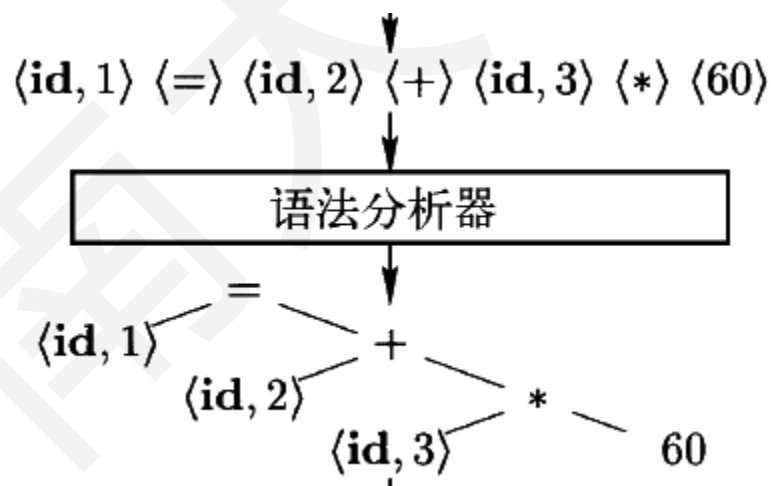 ⟨id, 1⟩ ⟨=⟩ ⟨id, 2⟩ ⟨+⟩ ⟨id, 3⟩ ⟨*⟩ ⟨60⟩
语法分析器
=
⟨id, 1⟩ +
⟨id, 2⟩ *
⟨id, 3⟩ 60